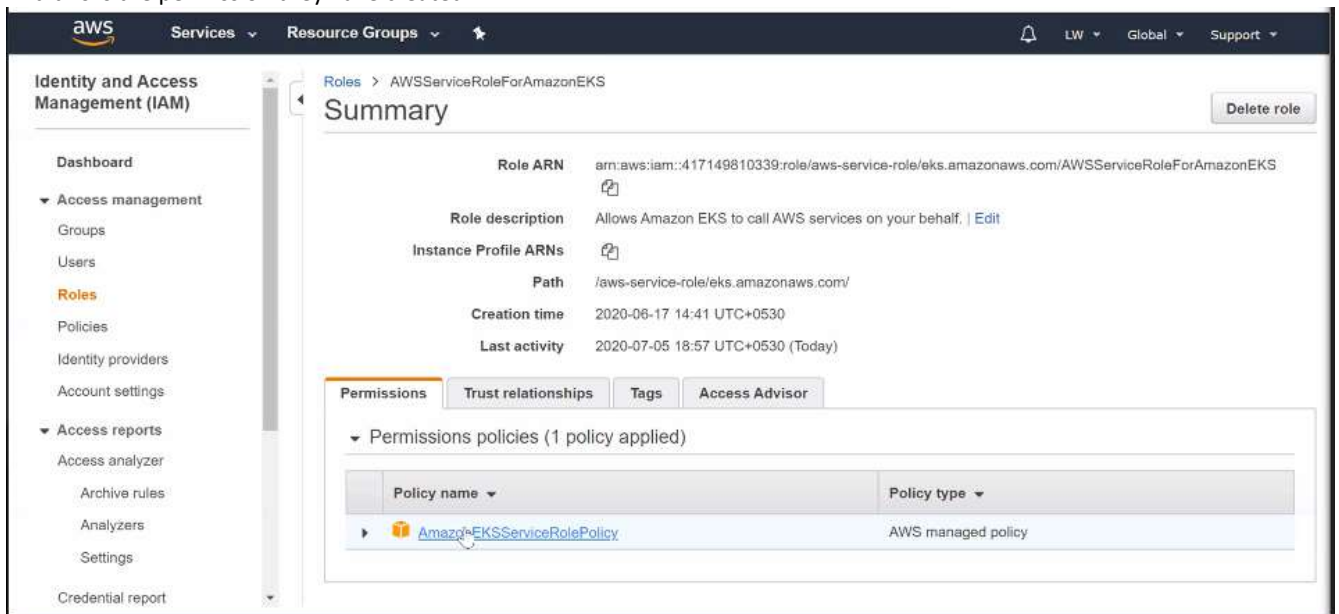 aws
Services
Resource Groups
LW
Global
Support
Identity and Access
Management (IAM)
Dashboard
Access management
Groups
Users
Roles
Policies
Identity providers
Account settings
Access reports
Access analyzer
Archive rules
Analyzers
Settings
Credential report
Roles > AWSServiceRoleForAmazonEKS
Summary
Delete role
Role ARN arn:aws:iam::417149810339:role/aws-service-role/eks.amazonaws.com/AWSServiceRoleForAmazonEKS
Role description Allows Amazon EKS to call AWS services on your behalf. | Edit
Instance Profile ARNs
Path /aws-service-role/eks.amazonaws.com/
Creation time 2020-06-17 14:41 UTC+0530
Last activity 2020-07-05 18:57 UTC+0530 (Today)
Permissions Trust relationships Tags Access Advisor
Permissions policies (1 policy applied)
Policy name Policy type
AmazonEKSServiceRolePolicy AWS managed policy